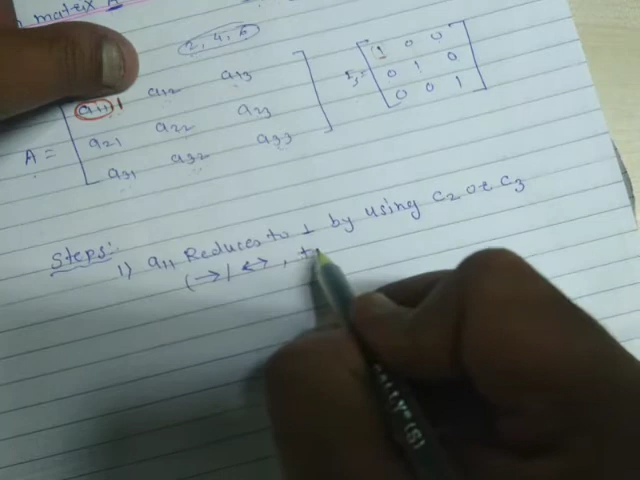 matrix A
2, 4, 6
A = a11 1 a12 a13
a21 a22 a23
a31 a32 a33
I3 = 1 0 0
0 1 0
0 0 1
Steps:
1) a11 Reduces to 1 by using C2 or C3
(→/↔,